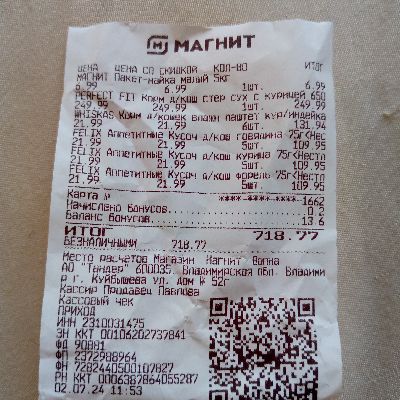 МАГНИТ
ЦЕНА ЦЕНА СО СКИДКОЙ КОЛ-ВО ИТОГ
МАГНИТ Пакет-майка малый 5кг
6.99 6.99 1шт. 6.99
PERFECT FIT Корм д/кош стер сух с курицей 650
249.99 249.99 1шт. 249.99
WHISKAS Корм д/кошек влажн паштет кур/индейка
21.99 21.99 6шт. 131.94
FELIX Аппетитные Кусоч д/кош говядина 75г<Нестл
21.99 21.99 5шт. 109.95
FELIX Аппетитные Кусоч д/кош курица 75г<Нестл
21.99 21.99 5шт. 109.95
FELIX Аппетитные Кусоч д/кош форель 75г<Нестл
21.99 21.99 5шт. 109.95
Карта № ****-****-****-1662
Начислено бонусов 0.2
Баланс бонусов 13.6
ИТОГ 718.77
БЕЗНАЛИЧНЫМИ 718.77
Место расчетов Магазин Магнит Волна
АО "Тандер" 600035, Владимирская обл, Владими
р г, Куйбышева ул, дом № 52г
Кассир Продавец Павлова
Кассовый чек
ПРИХОД
ИНН 2310031475
ЗН ККТ 00106202737841
ФД 90881
ФП 2372988964
ФН 7282440500107827
РН ККТ 0006387864055287
02.07.24 11:53